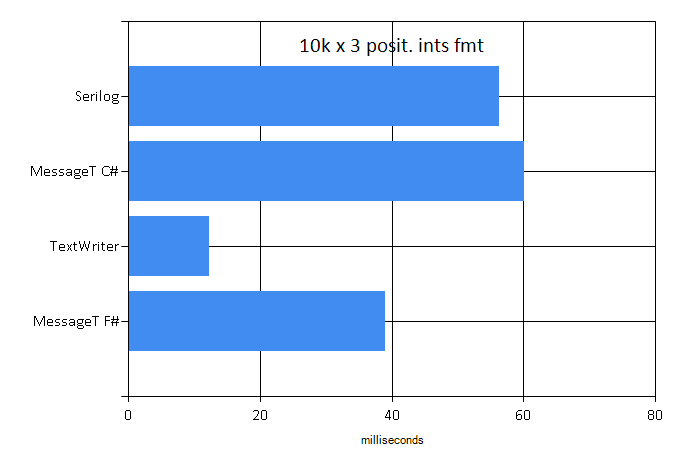 10k x 3 posit. ints fmt
Serilog
MessageT C#
TextWriter
MessageT F#
0 20 40 60 80
milliseconds